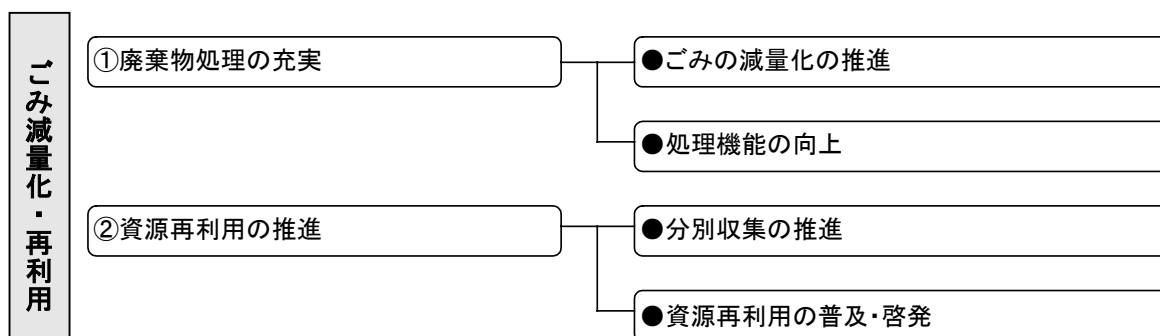 ごみ減量化・再利用
①廃棄物処理の充実
●ごみの減量化の推進
●処理機能の向上
②資源再利用の推進
●分別収集の推進
●資源再利用の普及・啓発